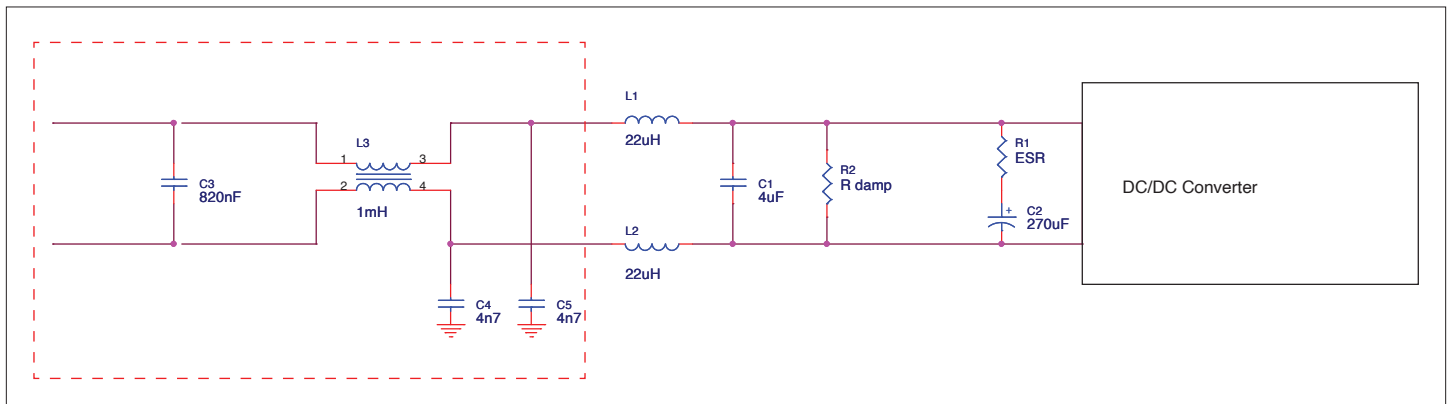 L1
22uH
L3
1 3
2 4
1mH
C3
820nF
C1
4uF
R2
R damp
R1
ESR
+
C2
270uF
DC/DC Converter
L2
22uH
C4
4n7
C5
4n7